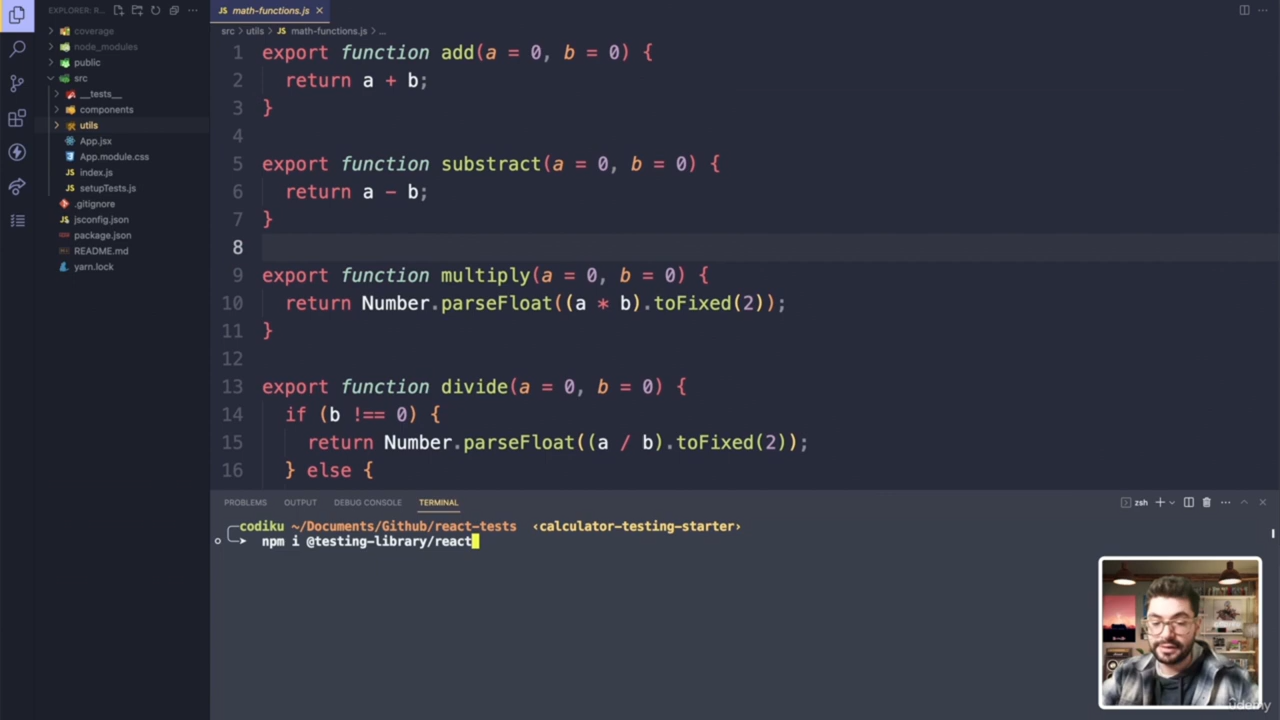 EXPLORER: R...
math-functions.js
src > utils > JS math-functions.js > ...
coverage
node_modules
public
src
__tests__
components
utils
App.jsx
App.module.css
JS index.js
JS setupTests.js
.gitignore
JS jsconfig.json
package.json
README.md
yarn.lock
1 export function add(a = 0, b = 0) {
2 return a + b;
3 }
4
5 export function substract(a = 0, b = 0) {
6 return a - b;
7 }
8
9 export function multiply(a = 0, b = 0) {
10 return Number.parseFloat((a * b).toFixed(2));
11 }
12
13 export function divide(a = 0, b = 0) {
14 if (b !== 0) {
15 return Number.parseFloat((a / b).toFixed(2));
16 } else {
PROBLEMS OUTPUT DEBUG CONSOLE TERMINAL
zsh
codiku ~/Documents/Github/react-tests ‹calculator-testing-starter›
npm i @testing-library/react
udemy